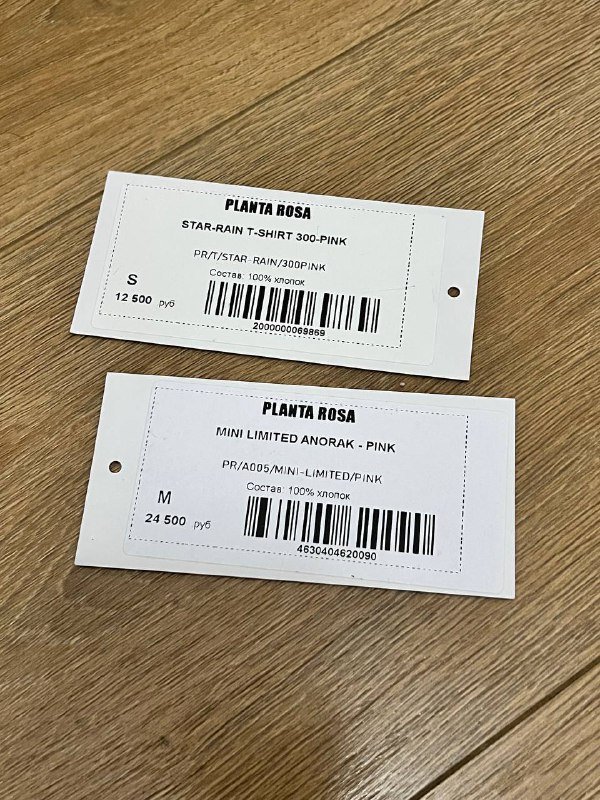 PLANTA ROSA
STAR-RAIN T-SHIRT 300-PINK
PR/T/STAR-RAIN/300PINK
Состав: 100% хлопок
S
12 500 руб
2000000069869
PLANTA ROSA
MINI LIMITED ANORAK - PINK
PR/A005/MINI-LIMITED/PINK
Состав: 100% хлопок
M
24 500 руб
4630404620090